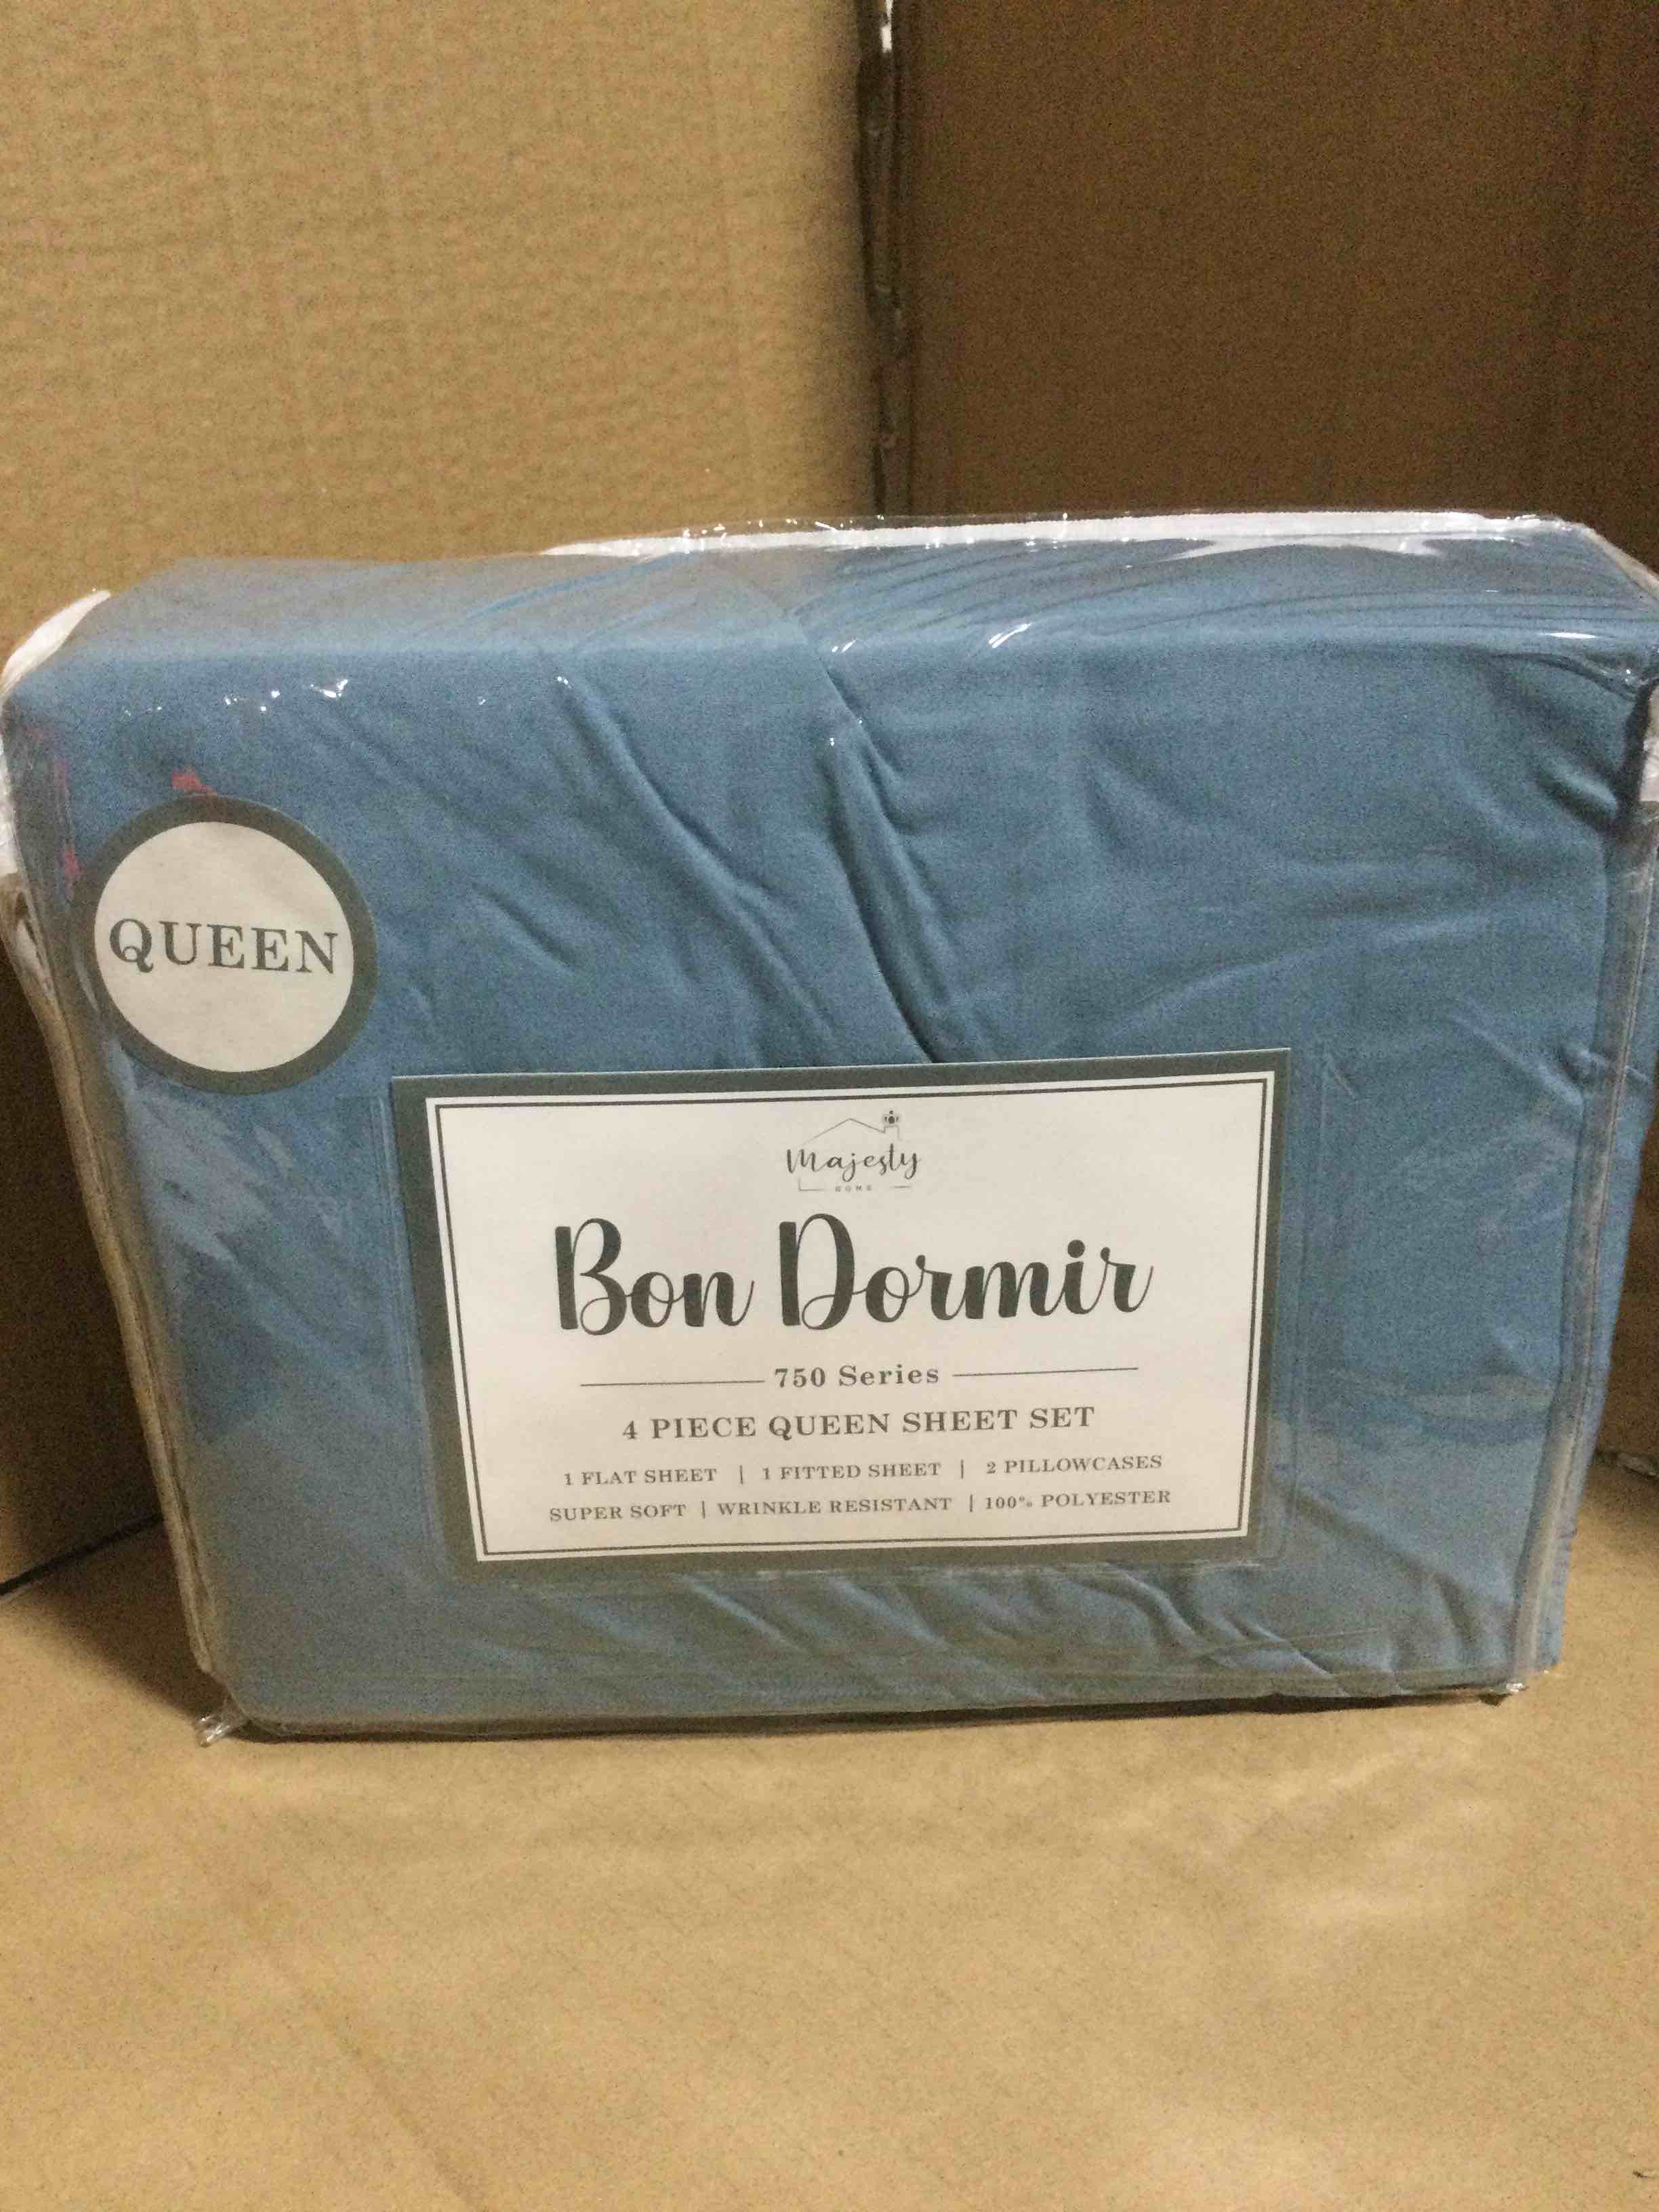 QUEEN
Majesty
HOME
Bon Dormir
750 Series
4 PIECE QUEEN SHEET SET
1 FLAT SHEET | 1 FITTED SHEET | 2 PILLOWCASES
SUPER SOFT | WRINKLE RESISTANT | 100% POLYESTER